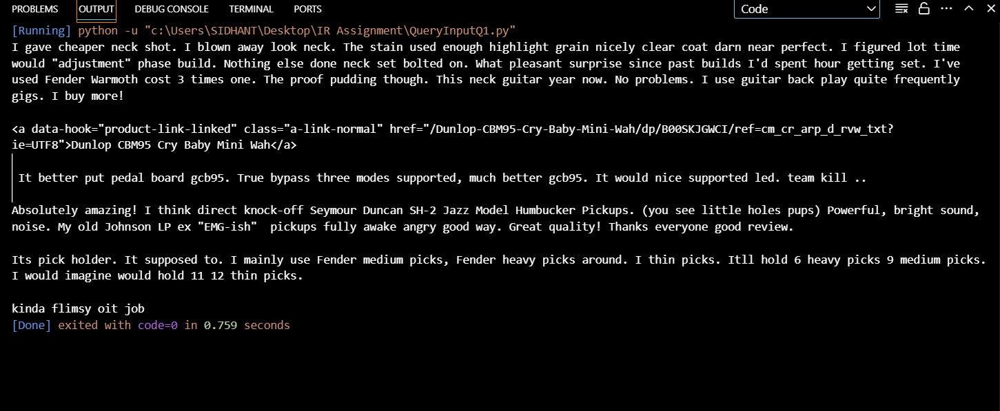 PROBLEMS OUTPUT DEBUG CONSOLE TERMINAL PORTS Code
[Running] python -u "c:\Users\SIDHANT\Desktop\IR Assignment\QueryInputQ1.py"
I gave cheaper neck shot. I blown away look neck. The stain used enough highlight grain nicely clear coat darn near perfect. I figured lot time
would "adjustment" phase build. Nothing else done neck set bolted on. What pleasant surprise since past builds I'd spent hour getting set. I've
used Fender Warmoth cost 3 times one. The proof pudding though. This neck guitar year now. No problems. I use guitar back play quite frequently
gigs. I buy more!
<a data-hook="product-link-linked" class="a-link-normal" href="/Dunlop-CBM95-Cry-Baby-Mini-Wah/dp/B00SKJGWCI/ref=cm_cr_arp_d_rvw_txt?
ie=UTF8">Dunlop CBM95 Cry Baby Mini Wah</a>
It better put pedal board gcb95. True bypass three modes supported, much better gcb95. It would nice supported led. team kill ..
Absolutely amazing! I think direct knock-off Seymour Duncan SH-2 Jazz Model Humbucker Pickups. (you see little holes pups) Powerful, bright sound,
noise. My old Johnson LP ex "EMG-ish"  pickups fully awake angry good way. Great quality! Thanks everyone good review.
Its pick holder. It supposed to. I mainly use Fender medium picks, Fender heavy picks around. I thin picks. Itll hold 6 heavy picks 9 medium picks.
I would imagine would hold 11 12 thin picks.
kinda flimsy oit job
[Done] exited with code=0 in 0.759 seconds